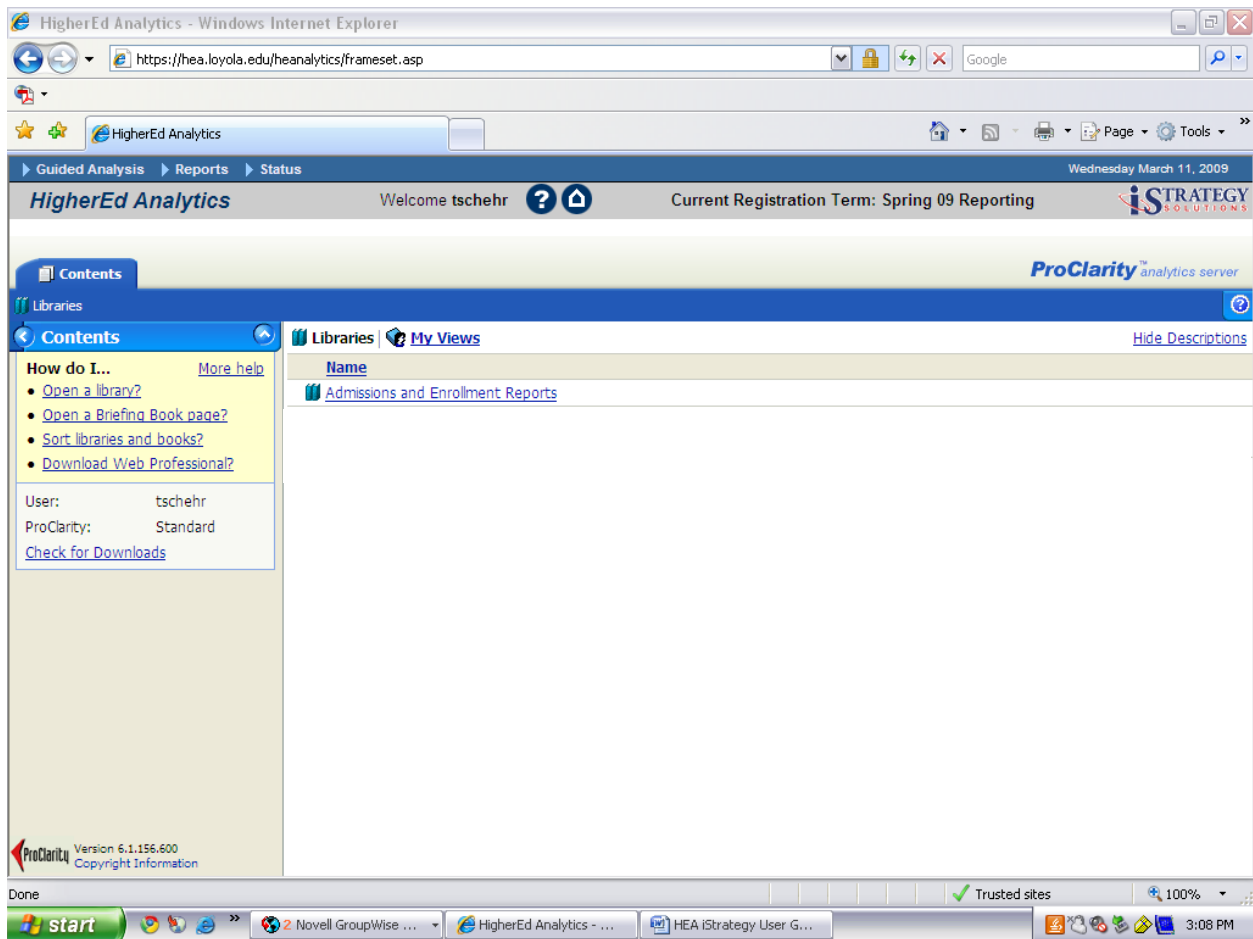 HigherEd Analytics - Windows Internet Explorer
https://hea.loyola.edu/heanalytics/frameset.asp
Google
HigherEd Analytics
Page
Tools
»
Guided Analysis Reports Status
Wednesday March 11, 2009
HigherEd Analytics
Welcome tschehr
?
Current Registration Term: Spring 09 Reporting
iSTRATEGY
SOLUTIONS
Contents
ProClarity™ analytics server
Libraries
?
Contents
How do I... More help
• Open a library?
• Open a Briefing Book page?
• Sort libraries and books?
• Download Web Professional?
User: tschehr
ProClarity: Standard
Check for Downloads
Libraries | My Views
Hide Descriptions
Name
Admissions and Enrollment Reports
ProClarity
Version 6.1.156.600
Copyright Information
Done
Trusted sites
100%
start
»
2 Novell GroupWise ...
HigherEd Analytics - ...
HEA iStrategy User G...
3:08 PM